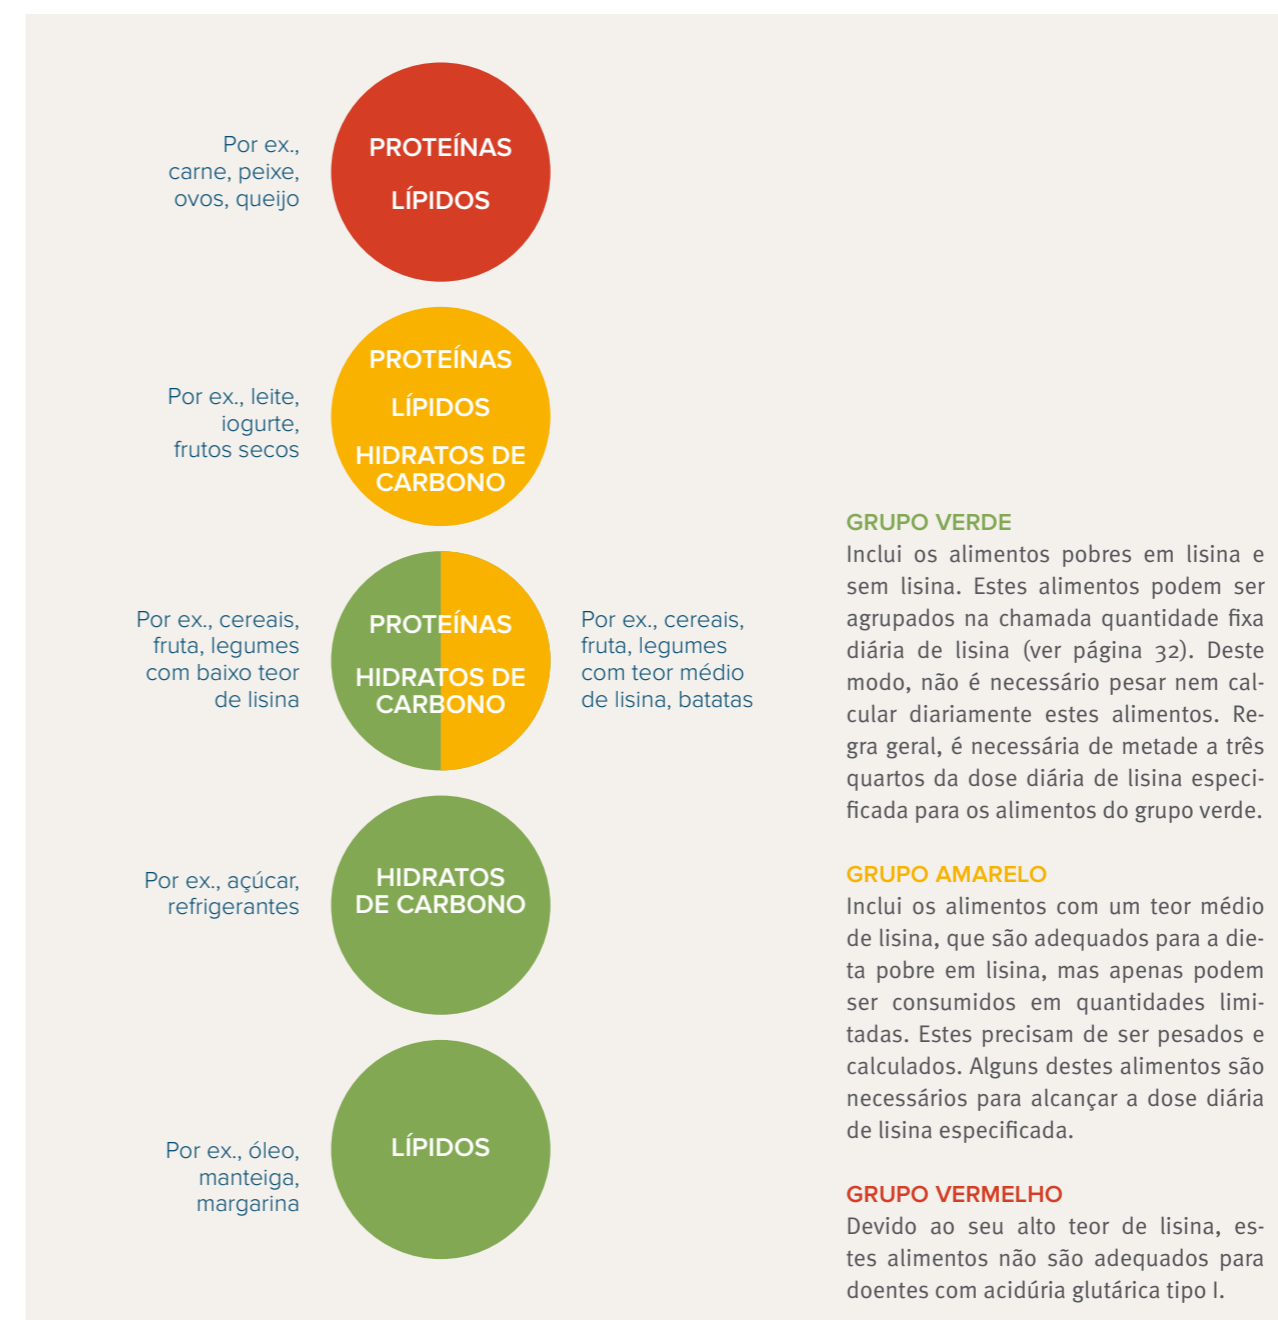 Por ex.,
carne, peixe,
ovos, queijo
PROTEÍNAS
LÍPIDOS
Por ex., leite,
iogurte,
frutos secos
PROTEÍNAS
LÍPIDOS
HIDRATOS DE
CARBONO
Por ex., cereais,
fruta, legumes
com baixo teor
de lisina
PROTEÍNAS
HIDRATOS DE
CARBONO
Por ex., cereais,
fruta, legumes
com teor médio
de lisina, batatas
Por ex., açúcar,
refrigerantes
HIDRATOS
DE CARBONO
Por ex., óleo,
manteiga,
margarina
LÍPIDOS
GRUPO VERDE
Inclui os alimentos pobres em lisina e
sem lisina. Estes alimentos podem ser
agrupados na chamada quantidade fixa
diária de lisina (ver página 32). Deste
modo, não é necessário pesar nem cal-
cular diariamente estes alimentos. Re-
gra geral, é necessária de metade a três
quartos da dose diária de lisina especi-
ficada para os alimentos do grupo verde.
GRUPO AMARELO
Inclui os alimentos com um teor médio
de lisina, que são adequados para a die-
ta pobre em lisina, mas apenas podem
ser consumidos em quantidades limi-
tadas. Estes precisam de ser pesados e
calculados. Alguns destes alimentos são
necessários para alcançar a dose diária
de lisina especificada.
GRUPO VERMELHO
Devido ao seu alto teor de lisina, es-
tes alimentos não são adequados para
doentes com acidúria glutárica tipo I.